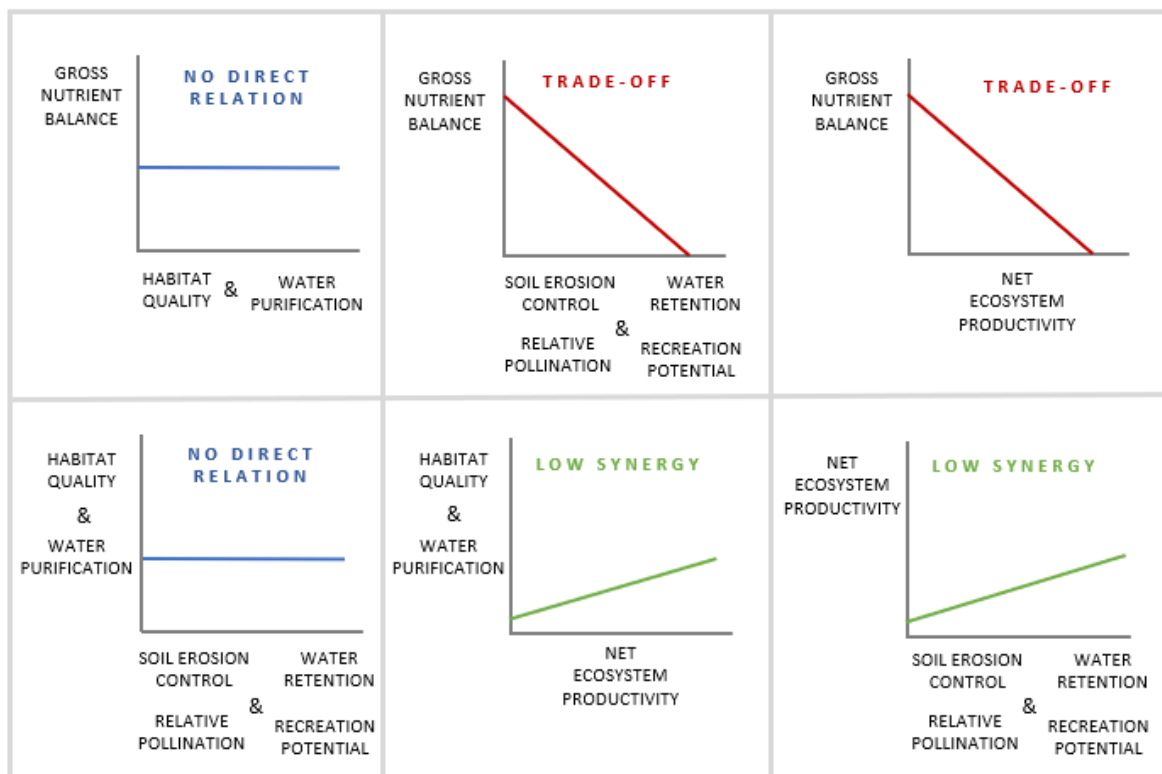 GROSS
NUTRIENT
BALANCE
NO DIRECT
RELATION
HABITAT
QUALITY
&
WATER
PURIFICATION
GROSS
NUTRIENT
BALANCE
TRADE-OFF
SOIL EROSION
CONTROL
WATER
RETENTION
&
RELATIVE
POLLINATION
RECREATION
POTENTIAL
GROSS
NUTRIENT
BALANCE
TRADE-OFF
NET
ECOSYSTEM
PRODUCTIVITY
HABITAT
QUALITY
&
WATER
PURIFICATION
NO DIRECT
RELATION
SOIL EROSION
CONTROL
WATER
RETENTION
&
RELATIVE
POLLINATION
RECREATION
POTENTIAL
HABITAT
QUALITY
&
WATER
PURIFICATION
LOW SYNERGY
NET
ECOSYSTEM
PRODUCTIVITY
NET
ECOSYSTEM
PRODUCTIVITY
LOW SYNERGY
SOIL EROSION
CONTROL
WATER
RETENTION
&
RELATIVE
POLLINATION
RECREATION
POTENTIAL